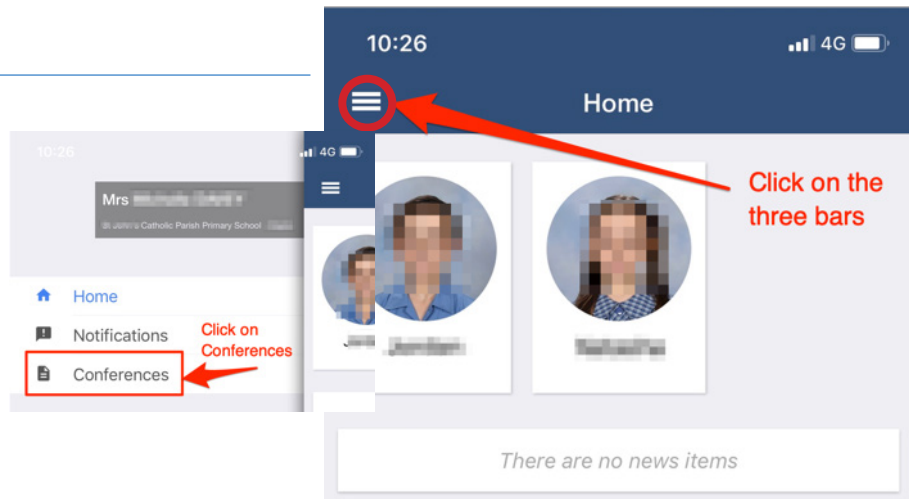 10:26
4G
Home
Click on the
three bars
10:26
4G
Mrs
Catholic Parish Primary School
Home
Notifications
Click on
Conferences
Conferences
There are no news items